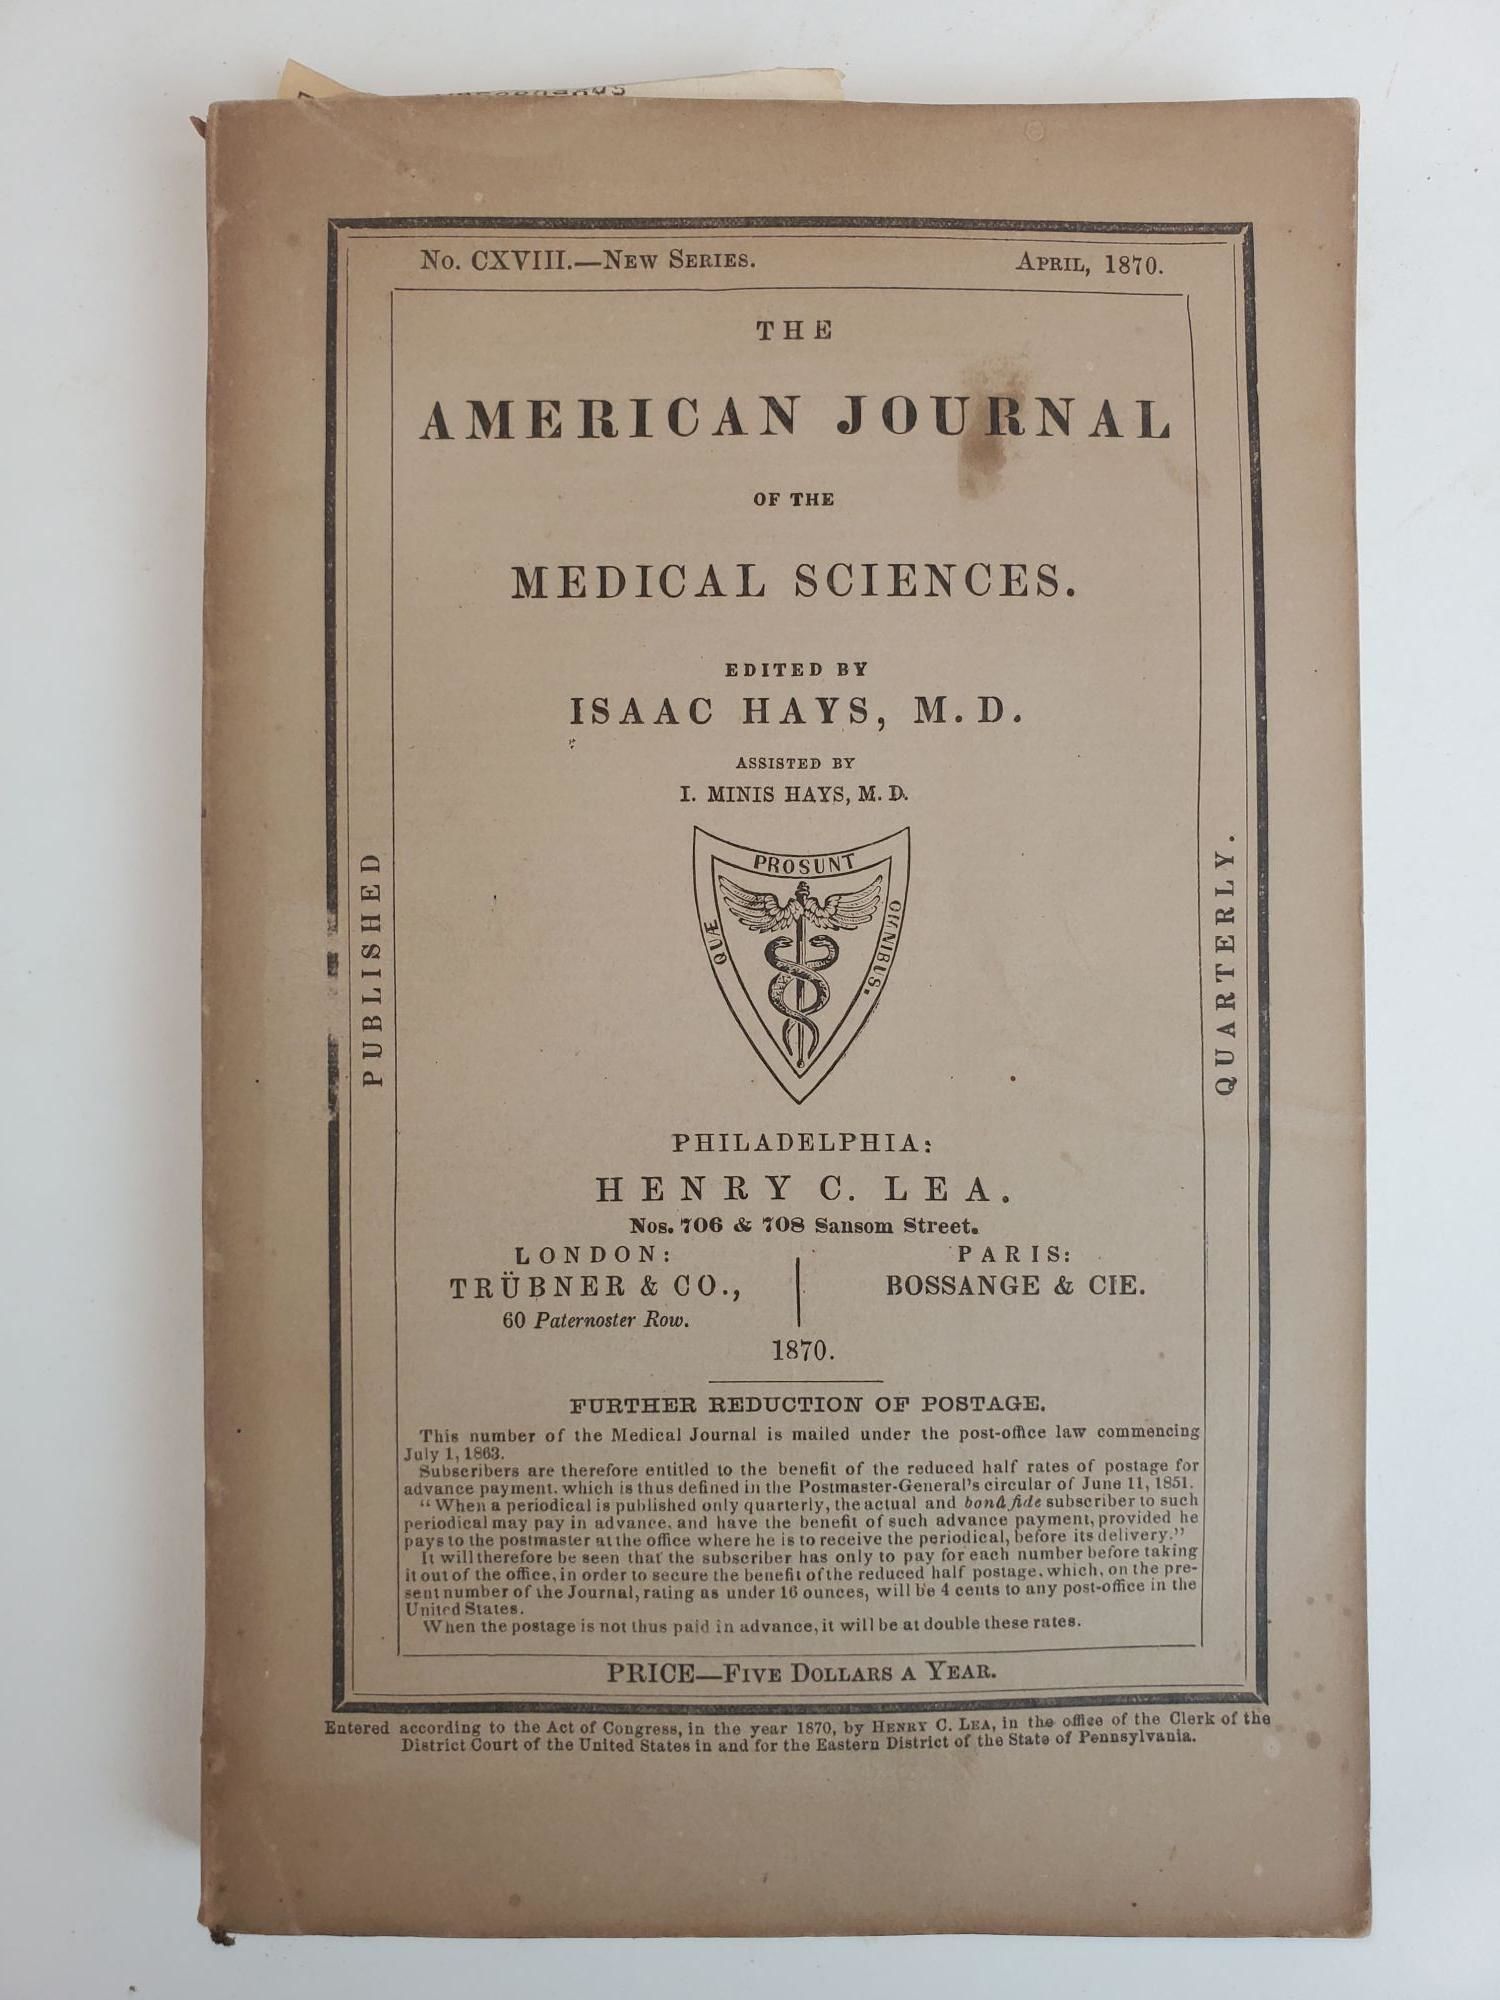 No. CXVIII.—New Series. April, 1870.
THE
AMERICAN JOURNAL
OF THE
MEDICAL SCIENCES.
EDITED BY
ISAAC HAYS, M.D.
ASSISTED BY
I. MINIS HAYS, M.D.
QUÆ PROSUNT OMNIBUS.
PUBLISHED
QUARTERLY.
PHILADELPHIA:
HENRY C. LEA.
Nos. 706 & 708 Sansom Street.
LONDON:
TRÜBNER & CO.,
60 Paternoster Row.
PARIS:
BOSSANGE & CIE.
1870.
FURTHER REDUCTION OF POSTAGE.
This number of the Medical Journal is mailed under the post-office law commencing
July 1, 1863.
Subscribers are therefore entitled to the benefit of the reduced half rates of postage for
advance payment, which is thus defined in the Postmaster-General's circular of June 11, 1851.
"When a periodical is published only quarterly, the actual and bonâ fide subscriber to such
periodical may pay in advance, and have the benefit of such advance payment, provided he
pays to the postmaster at the office where he is to receive the periodical, before its delivery."
It will therefore be seen that the subscriber has only to pay for each number before taking
it out of the office, in order to secure the benefit of the reduced half postage, which, on the pre-
sent number of the Journal, rating as under 16 ounces, will be 4 cents to any post-office in the
United States.
When the postage is not thus paid in advance, it will be at double these rates.
PRICE—Five Dollars a Year.
Entered according to the Act of Congress, in the year 1870, by Henry C. Lea, in the office of the Clerk of the
District Court of the United States in and for the Eastern District of the State of Pennsylvania.